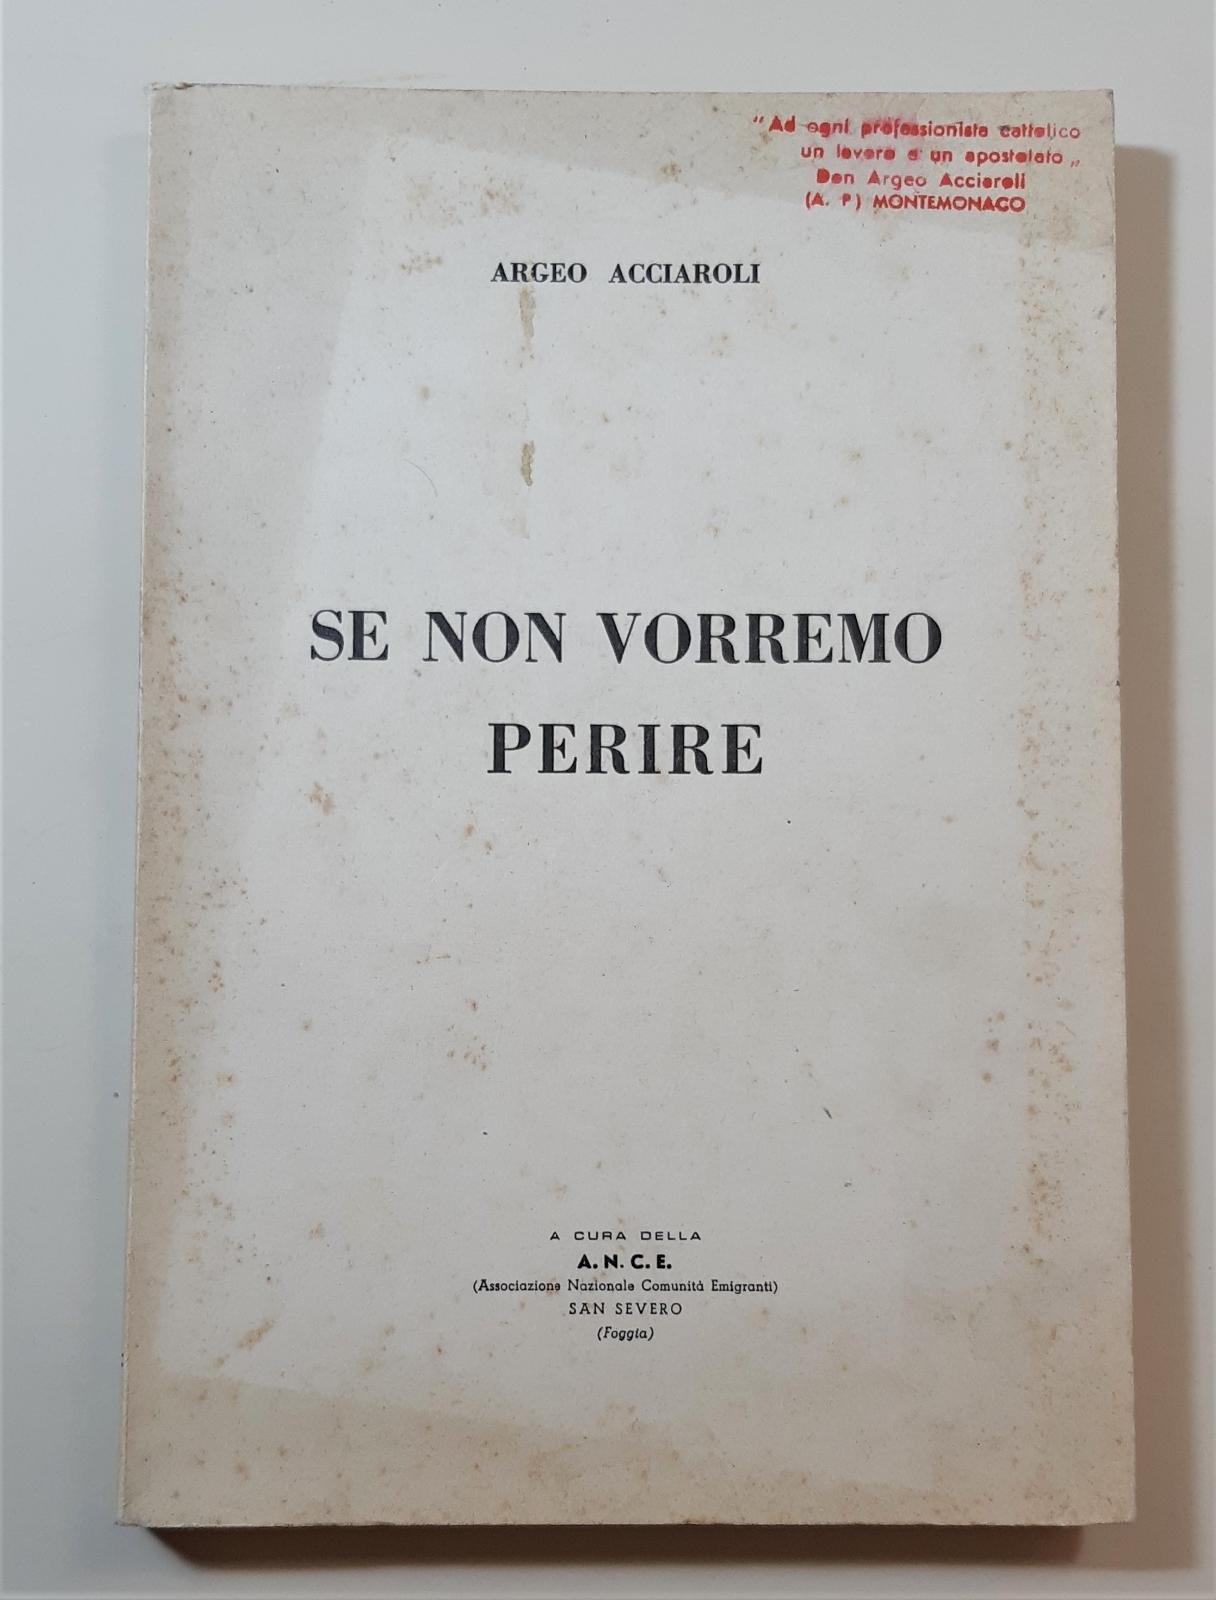 "Ad ogni professionista cattolico
un lavoro e un apostolato„
Don Argeo Acciaroli
(A. P) MONTEMONACO
ARGEO ACCIAROLI
SE NON VORREMO
PERIRE
A CURA DELLA
A. N. C. E.
(Associazione Nazionale Comunità Emigranti)
SAN SEVERO
(Foggia)